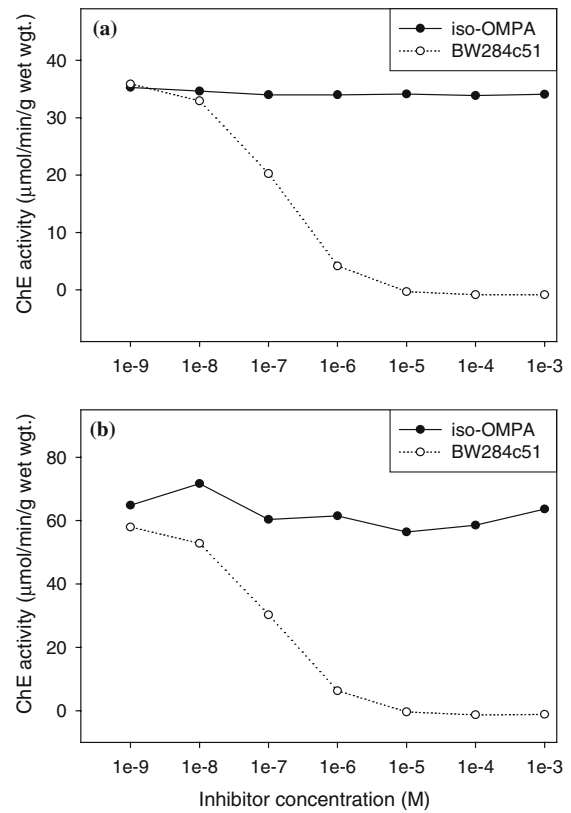 (a)
iso-OMPA
BW284c51
ChE activity (μmol/min/g wet wgt.)
40
30
20
10
0
1e-9 1e-8 1e-7 1e-6 1e-5 1e-4 1e-3
(b)
iso-OMPA
BW284c51
ChE activity (μmol/min/g wet wgt.)
80
60
40
20
0
1e-9 1e-8 1e-7 1e-6 1e-5 1e-4 1e-3
Inhibitor concentration (M)